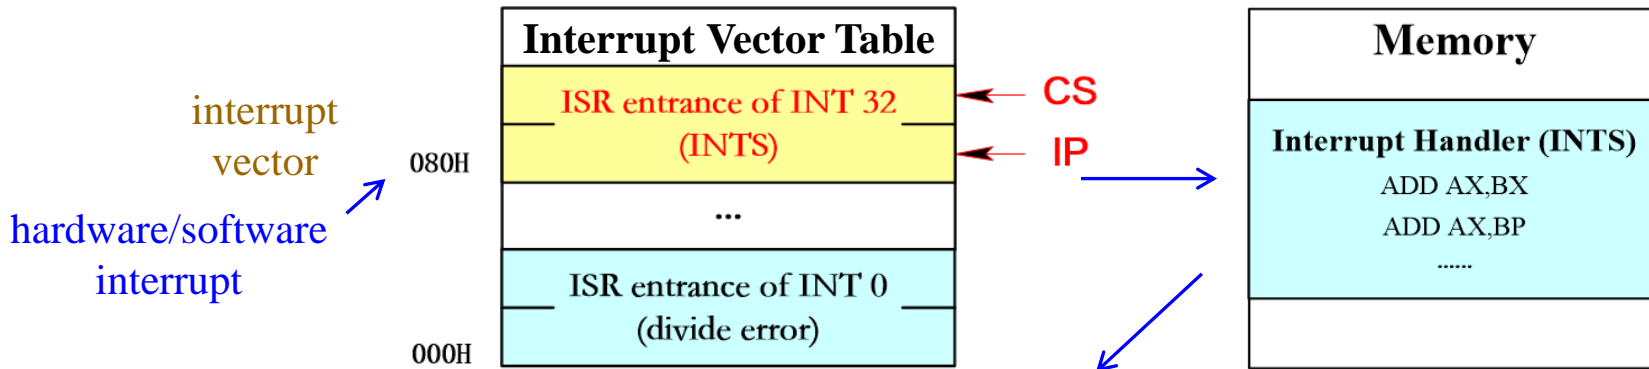 Interrupt Vector Table
ISR entrance of INT 32
(INTS)
CS
IP
interrupt
vector
080H
hardware/software
interrupt
...
ISR entrance of INT 0
(divide error)
000H
Memory
Interrupt Handler (INTS)
ADD AX,BX
ADD AX,BP
......